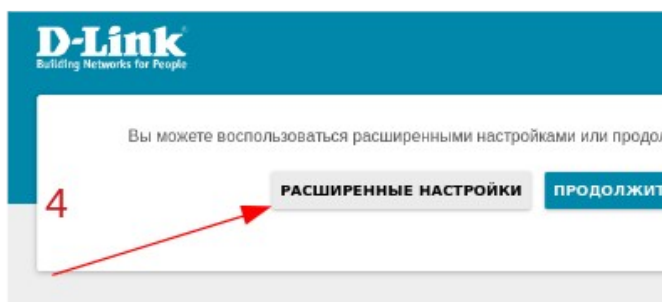 D-Link
Building Networks for People
Вы можете воспользоваться расширенными настройками или продол
4
РАСШИРЕННЫЕ НАСТРОЙКИ
ПРОДОЛЖИТ